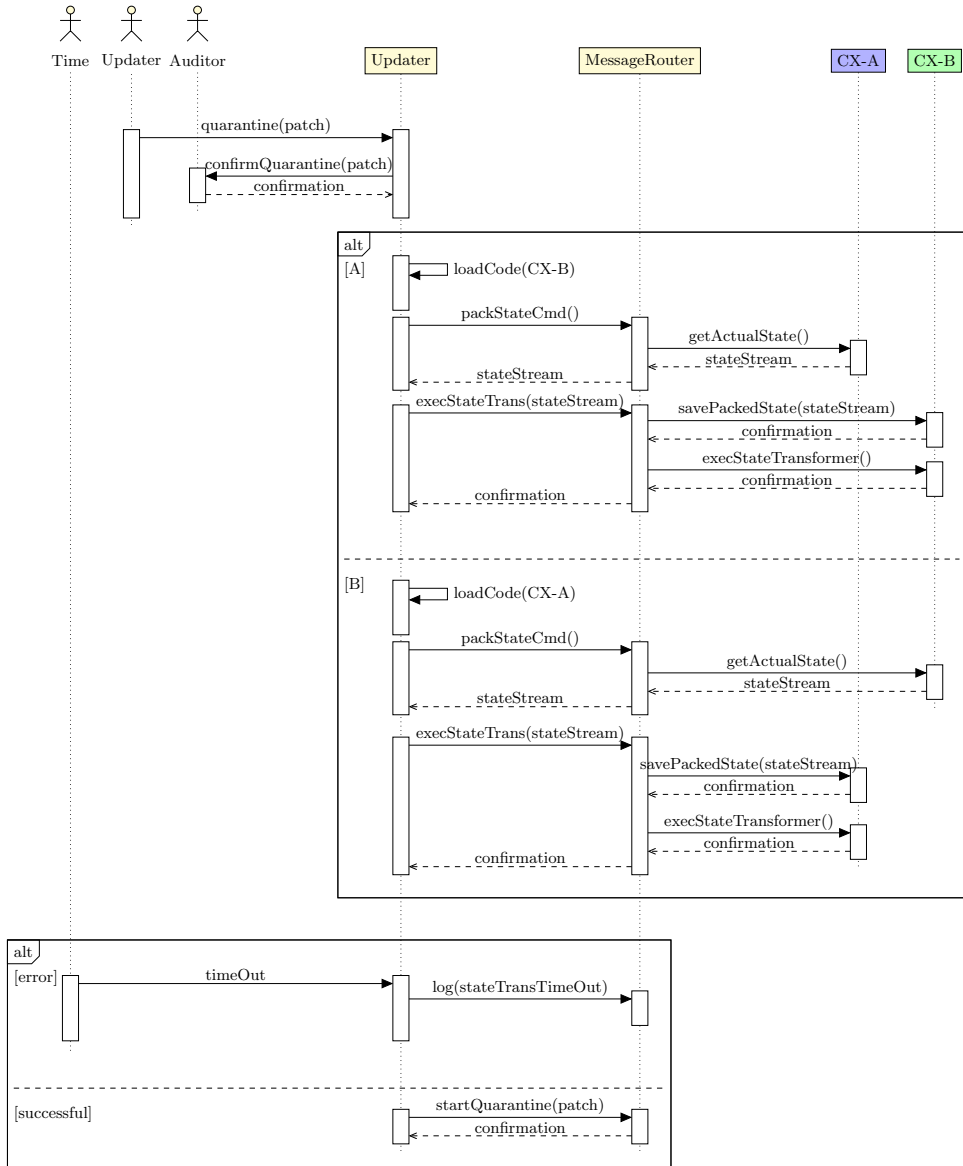 Time Updater Auditor Updater MessageRouter CX-A CX-B
quarantine(patch)
confirmQuarantine(patch)
confirmation
alt
[A]
loadCode(CX-B)
packStateCmd()
getActualState()
stateStream
stateStream
execStateTrans(stateStream)
savePackedState(stateStream)
confirmation
execStateTransformer()
confirmation
confirmation
[B]
loadCode(CX-A)
packStateCmd()
getActualState()
stateStream
stateStream
execStateTrans(stateStream)
savePackedState(stateStream)
confirmation
execStateTransformer()
confirmation
confirmation
alt
[error]
timeOut
log(stateTransTimeOut)
[successful]
startQuarantine(patch)
confirmation